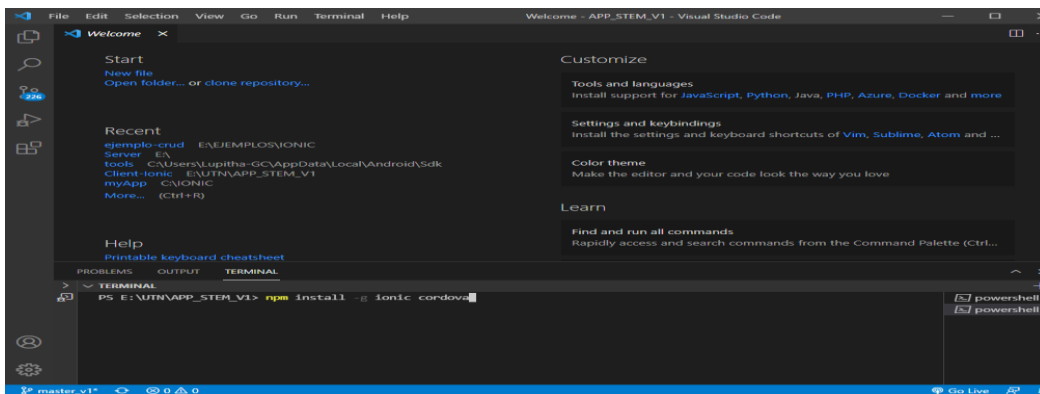 File Edit Selection View Go Run Terminal Help
Welcome - APP_STEM_V1 - Visual Studio Code
Welcome
Start
New file
Open folder... or clone repository...
Recent
ejemplo-crud E:\EJEMPLOS\IONIC
Server E:\
tools C:\Users\Lupitha-GC\AppData\Local\Android\Sdk
Client-Ionic E:\UTN\APP_STEM_V1
myApp C:\IONIC
More... (Ctrl+R)
Help
Printable keyboard cheatsheet
Customize
Tools and languages
Install support for JavaScript, Python, Java, PHP, Azure, Docker and more
Settings and keybindings
Install the settings and keyboard shortcuts of Vim, Sublime, Atom and ...
Color theme
Make the editor and your code look the way you love
Learn
Find and run all commands
Rapidly access and search commands from the Command Palette (Ctrl...
226
PROBLEMS OUTPUT TERMINAL
TERMINAL
PS E:\UTN\APP_STEM_V1> npm install -g ionic cordova
powershell
powershell
master_v1* 0 0
Go Live